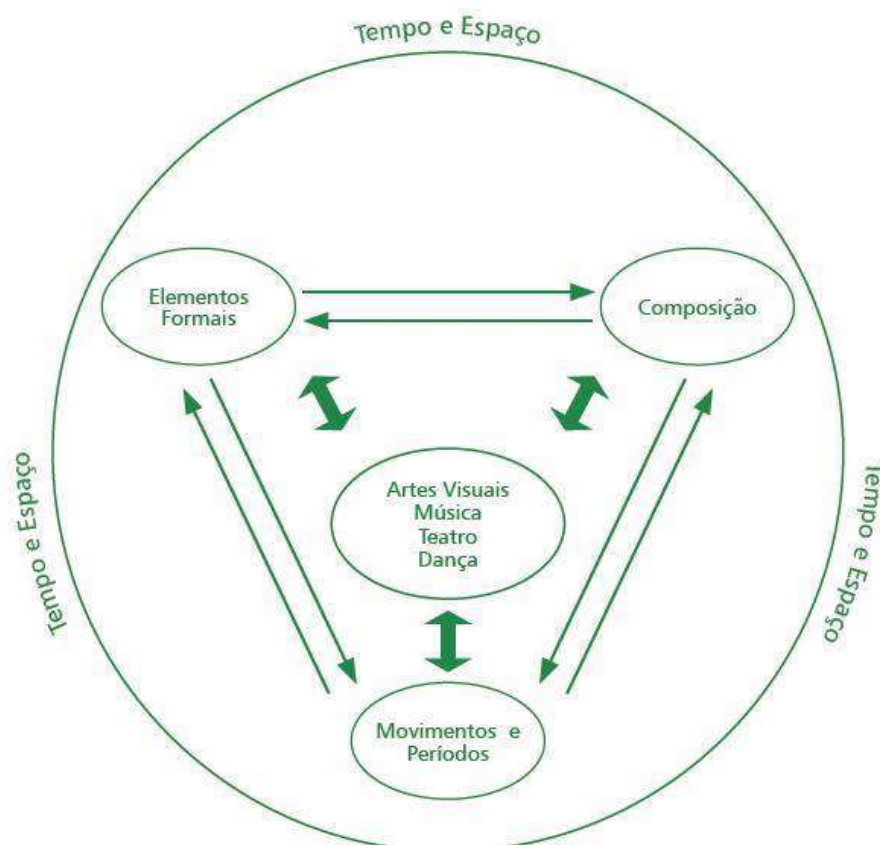 Tempo e Espaço
Elementos
Formais
Composição
Artes Visuais
Música
Teatro
Dança
Tempo e Espaço
Tempo e Espaço
Movimentos e
Períodos